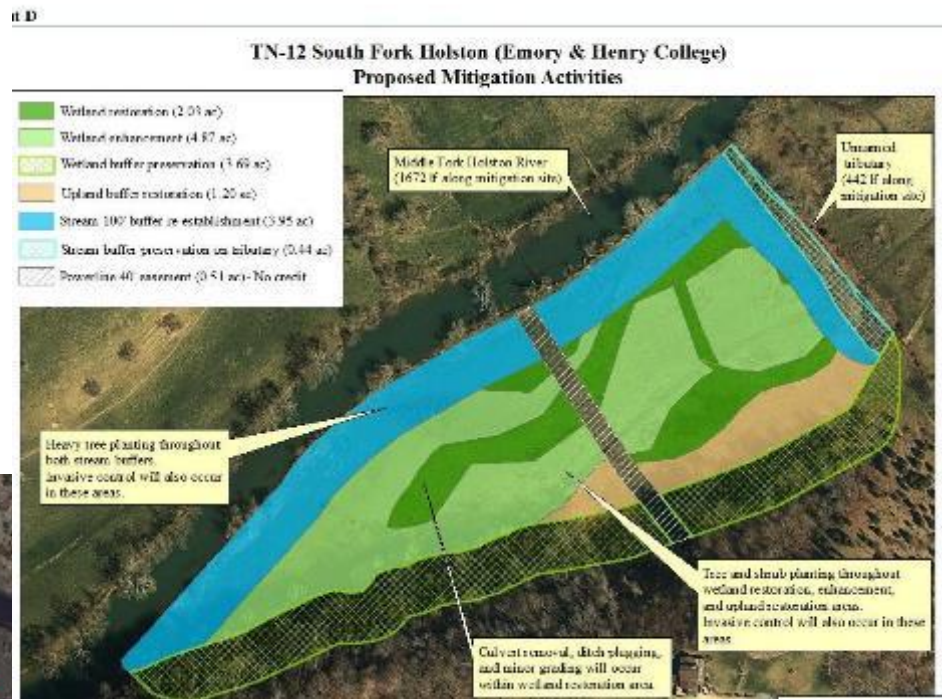 t D
TN-12 South Fork Holston (Emory & Henry College)
Proposed Mitigation Activities
Wetland restoration (2.03 ac)
Wetland enhancement (4.87 ac)
Wetland buffer preservation (3.69 ac)
Upland buffer restoration (1.20 ac)
Stream 100' buffer re-establishment (3.95 ac)
Stream buffer preservation on tributary (0.44 ac)
Powerline 40' easement (0.51 ac)- No credit
Middle Fork Holston River
(1672 lf along mitigation site)
Unnamed
tributary
(442 lf along
mitigation site)
Heavy tree planting throughout
both stream buffers.
Invasive control will also occur
in these areas.
Tree and shrub planting throughout
wetland restoration, enhancement,
and upland restoration areas.
Invasive control will also occur in these
areas.
Culvert removal, ditch plugging,
and minor grading will occur
within wetland restoration area.